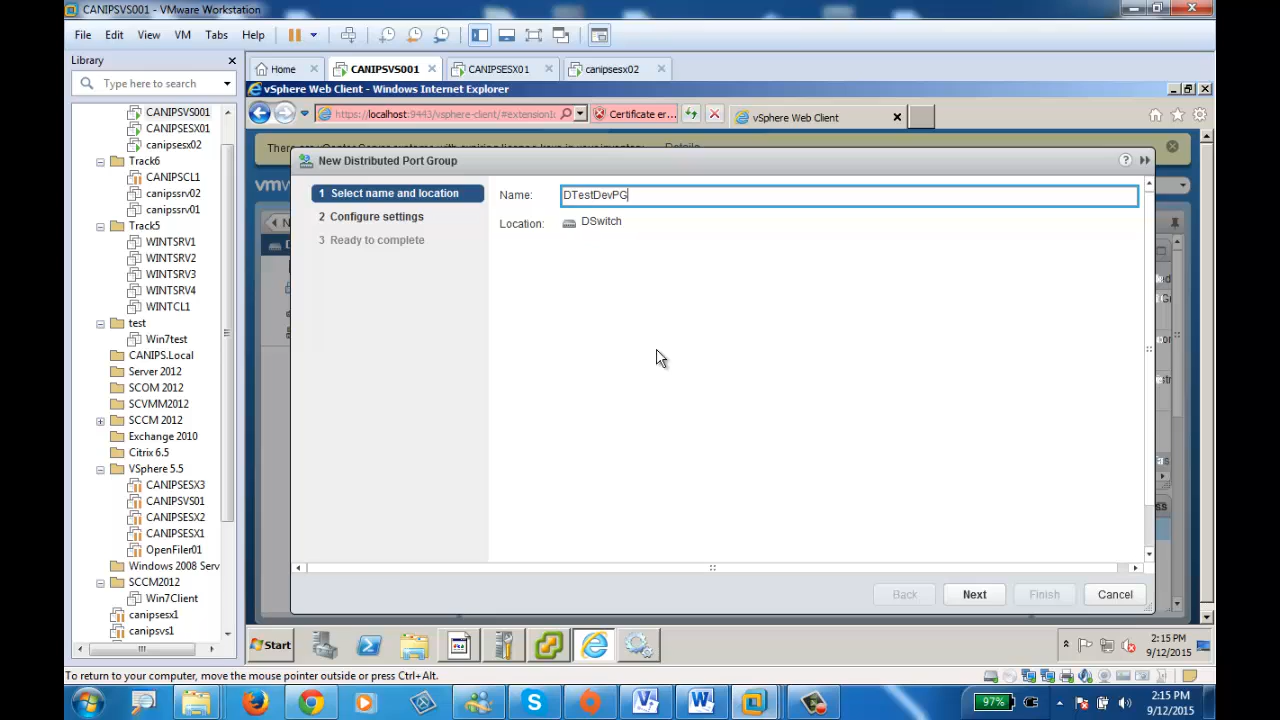 CANIPSVS001 - VMware Workstation
File Edit View VM Tabs Help
Library
Type here to search
CANIPSVS001
CANIPSESX01
canipsesx02
Track6
CANIPSCL1
canipssrv02
canipssrv01
Track5
WINTSRV1
WINTSRV2
WINTSRV3
WINTSRV4
WINTCL1
test
Win7test
CANIPS.Local
Server 2012
SCOM 2012
SCVMM2012
SCCM 2012
Exchange 2010
Citrix 6.5
VSphere 5.5
CANIPSESX3
CANIPSVS01
CANIPSESX2
CANIPSESX1
OpenFiler01
Windows 2008 Serv
SCCM2012
Win7Client
canipsesx1
canipsvs1
Home CANIPSVS001 CANIPSESX01 canipsesx02
vSphere Web Client - Windows Internet Explorer
https://localhost:9443/vsphere-client/#extensionI Certificate er... vSphere Web Client
New Distributed Port Group
1 Select name and location
2 Configure settings
3 Ready to complete
Name: DTestDevPG
Location: DSwitch
Back Next Finish Cancel
Start
2:15 PM
9/12/2015
To return to your computer, move the mouse pointer outside or press Ctrl+Alt.
97%
2:15 PM
9/12/2015